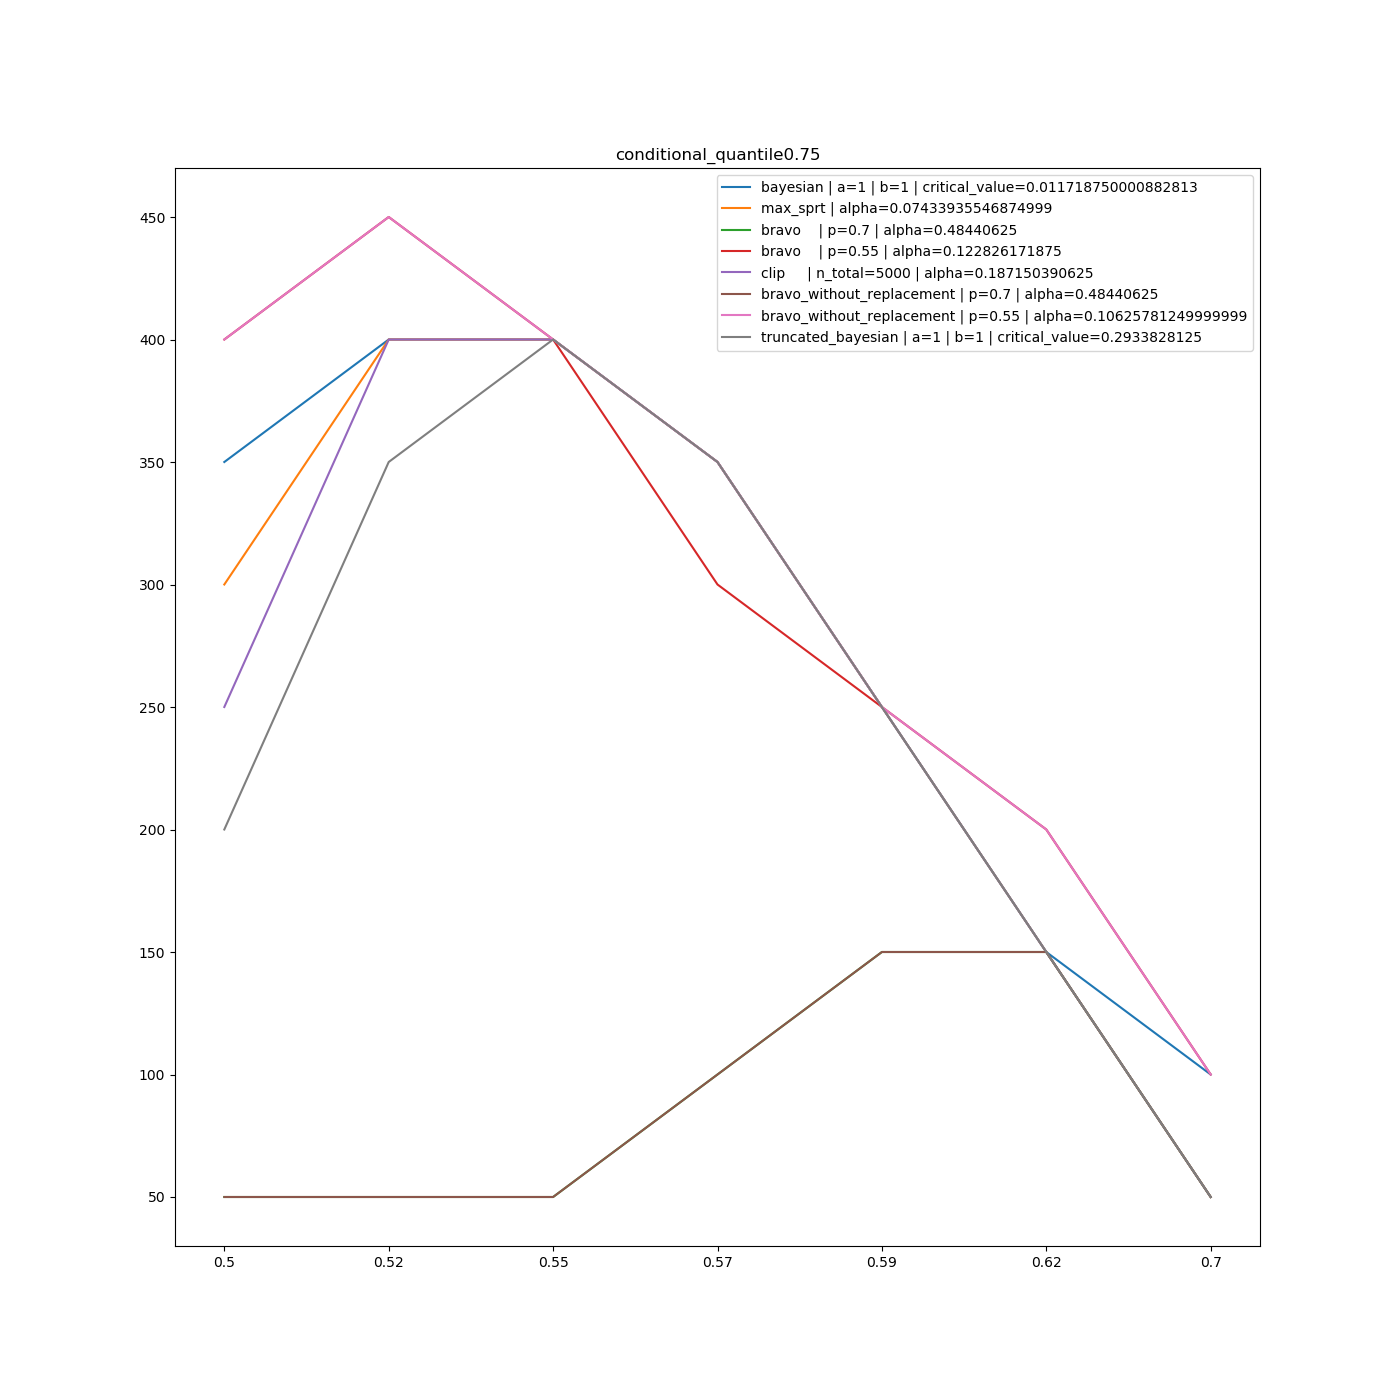 conditional_quantile0.75
bayesian | a=1 | b=1 | critical_value=0.011718750000882813
max_sprt | alpha=0.07433935546874999
bravo    | p=0.7 | alpha=0.48440625
bravo    | p=0.55 | alpha=0.122826171875
clip     | n_total=5000 | alpha=0.187150390625
bravo_without_replacement | p=0.7 | alpha=0.48440625
bravo_without_replacement | p=0.55 | alpha=0.10625781249999999
truncated_bayesian | a=1 | b=1 | critical_value=0.2933828125
450
400
350
300
250
200
150
100
50
0.5 0.52 0.55 0.57 0.59 0.62 0.7